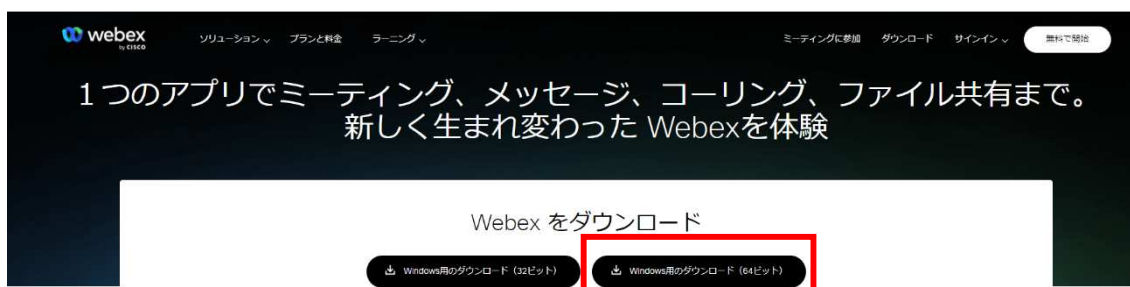 webex
by CISCO
ソリューション プランと料金 ラーニング ミーティングに参加 ダウンロード サインイン 無料で開始
1つのアプリでミーティング、メッセージ、コーリング、ファイル共有まで。
新しく生まれ変わった Webexを体験
Webex をダウンロード
Windows用のダウンロード（32ビット） Windows用のダウンロード（64ビット）